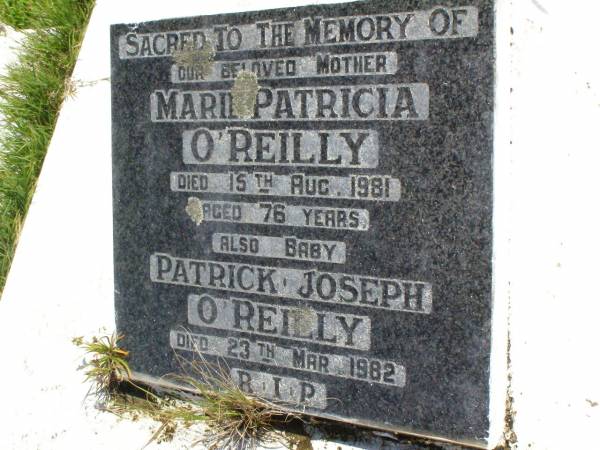 SACRED TO THE MEMORY OF
OUR BELOVED MOTHER
MARIE PATRICIA
O'REILLY
DIED 15TH AUG. 1981
AGED 76 YEARS,
ALSO BABY
PATRICK JOSEPH
O'REILLY
DIED 23TH MAR 1982
R.I.P